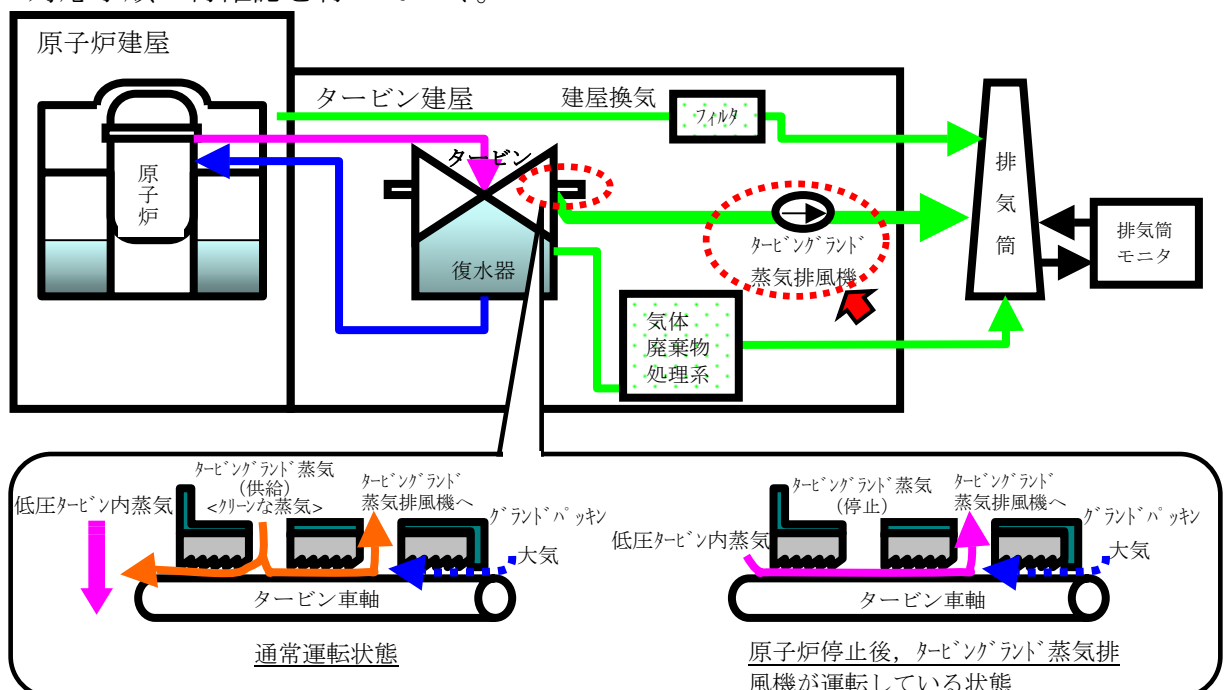 原子炉建屋
タービン建屋
建屋換気
フィルタ
タービン
原
子
炉
復水器
ﾀｰﾋﾞﾝｸﾞﾗﾝﾄﾞ
蒸気排風機
気体
廃棄物
処理系
排
気
筒
排気筒
モニタ
低圧タービン内蒸気
ﾀｰﾋﾞﾝｸﾞﾗﾝﾄﾞ蒸気
(供給)
<ｸﾘｰﾝな蒸気>
ﾀｰﾋﾞﾝｸﾞﾗﾝﾄﾞ
蒸気排風機へ
ｸﾞﾗﾝﾄﾞﾊﾟｯｷﾝ
大気
タービン車軸
通常運転状態
低圧ﾀｰﾋﾞﾝ内蒸気
ﾀｰﾋﾞﾝｸﾞﾗﾝﾄﾞ蒸気
(停止)
ﾀｰﾋﾞﾝｸﾞﾗﾝﾄﾞ
蒸気排風機へ
ｸﾞﾗﾝﾄﾞﾊﾟｯｷﾝ
大気
タービン車軸
原子炉停止後，ﾀｰﾋﾞﾝｸﾞﾗﾝﾄﾞ蒸気排
風機が運転している状態